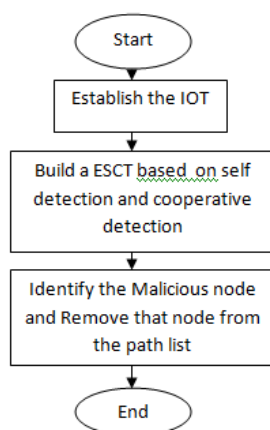 Start
Establish the IOT
Build a ESCT based on self
detection and cooperative
detection
Identify the Malicious node
and Remove that node from
the path list
End